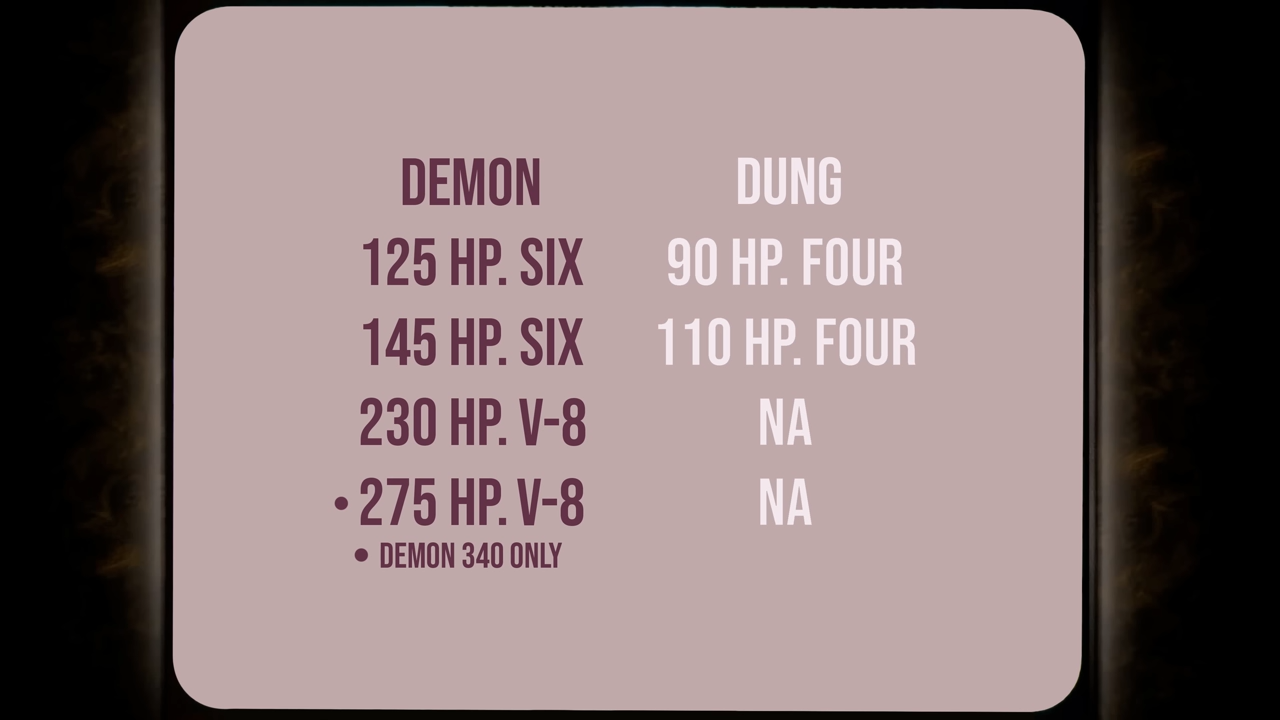 DEMON DUNG
125 HP. SIX 90 HP. FOUR
145 HP. SIX 110 HP. FOUR
230 HP. V-8 NA
• 275 HP. V-8 NA
• DEMON 340 ONLY